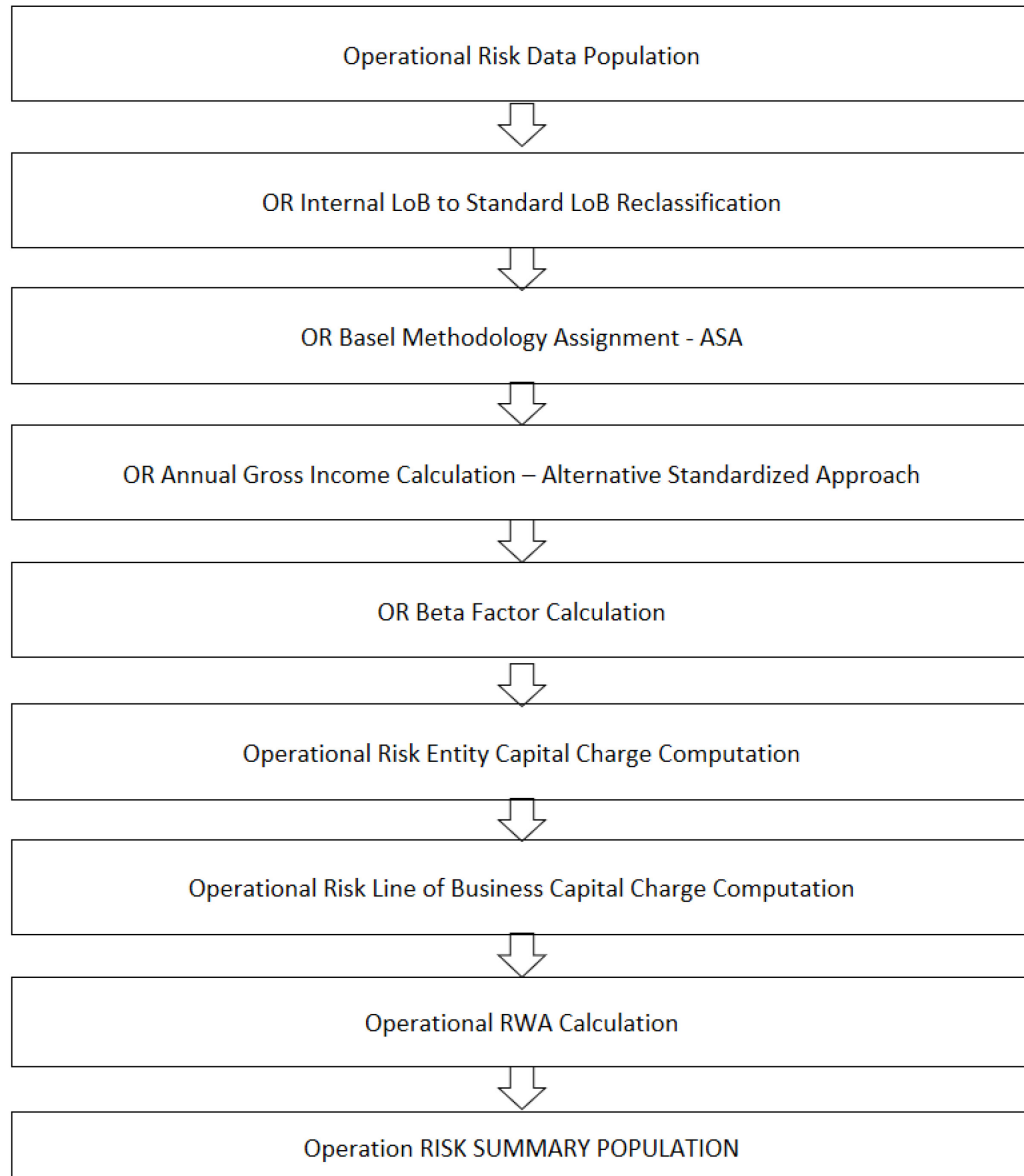 Operational Risk Data Population
OR Internal LoB to Standard LoB Reclassification
OR Basel Methodology Assignment - ASA
OR Annual Gross Income Calculation – Alternative Standardized Approach
OR Beta Factor Calculation
Operational Risk Entity Capital Charge Computation
Operational Risk Line of Business Capital Charge Computation
Operational RWA Calculation
Operation RISK SUMMARY POPULATION